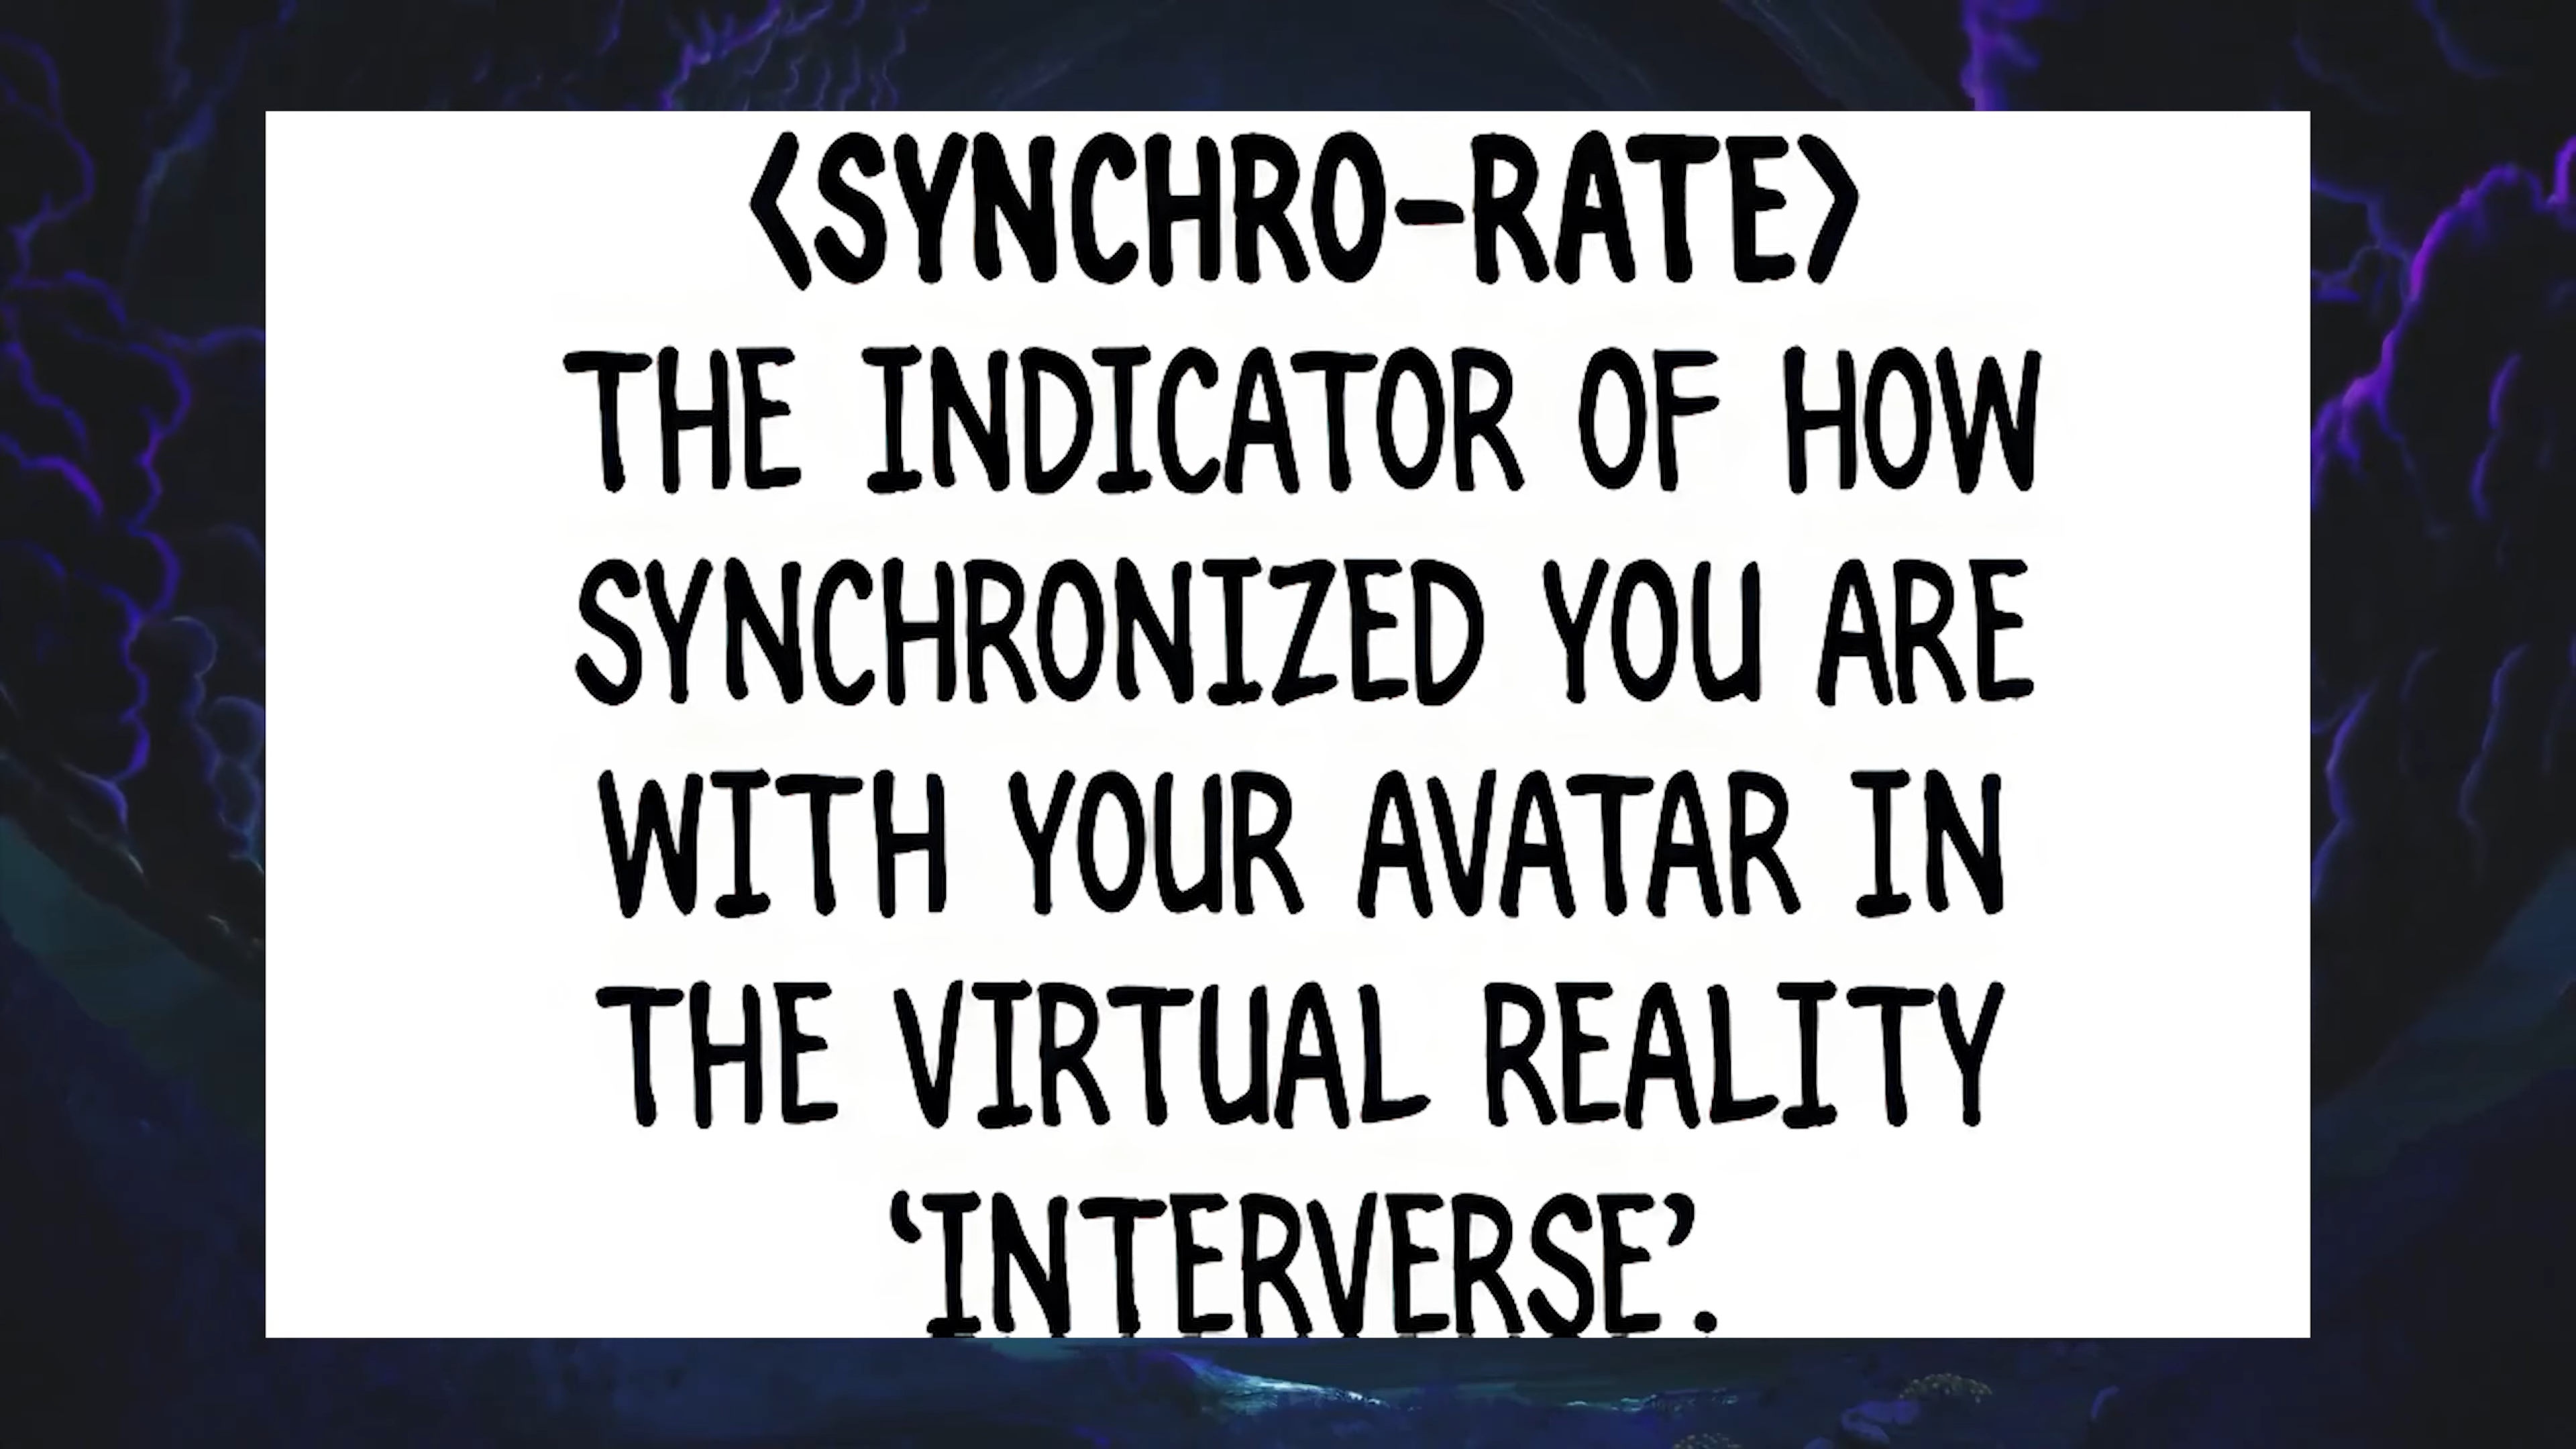 <SYNCHRO-RATE>
THE INDICATOR OF HOW
SYNCHRONIZED YOU ARE
WITH YOUR AVATAR IN
THE VIRTUAL REALITY
‘INTERVERSE’.